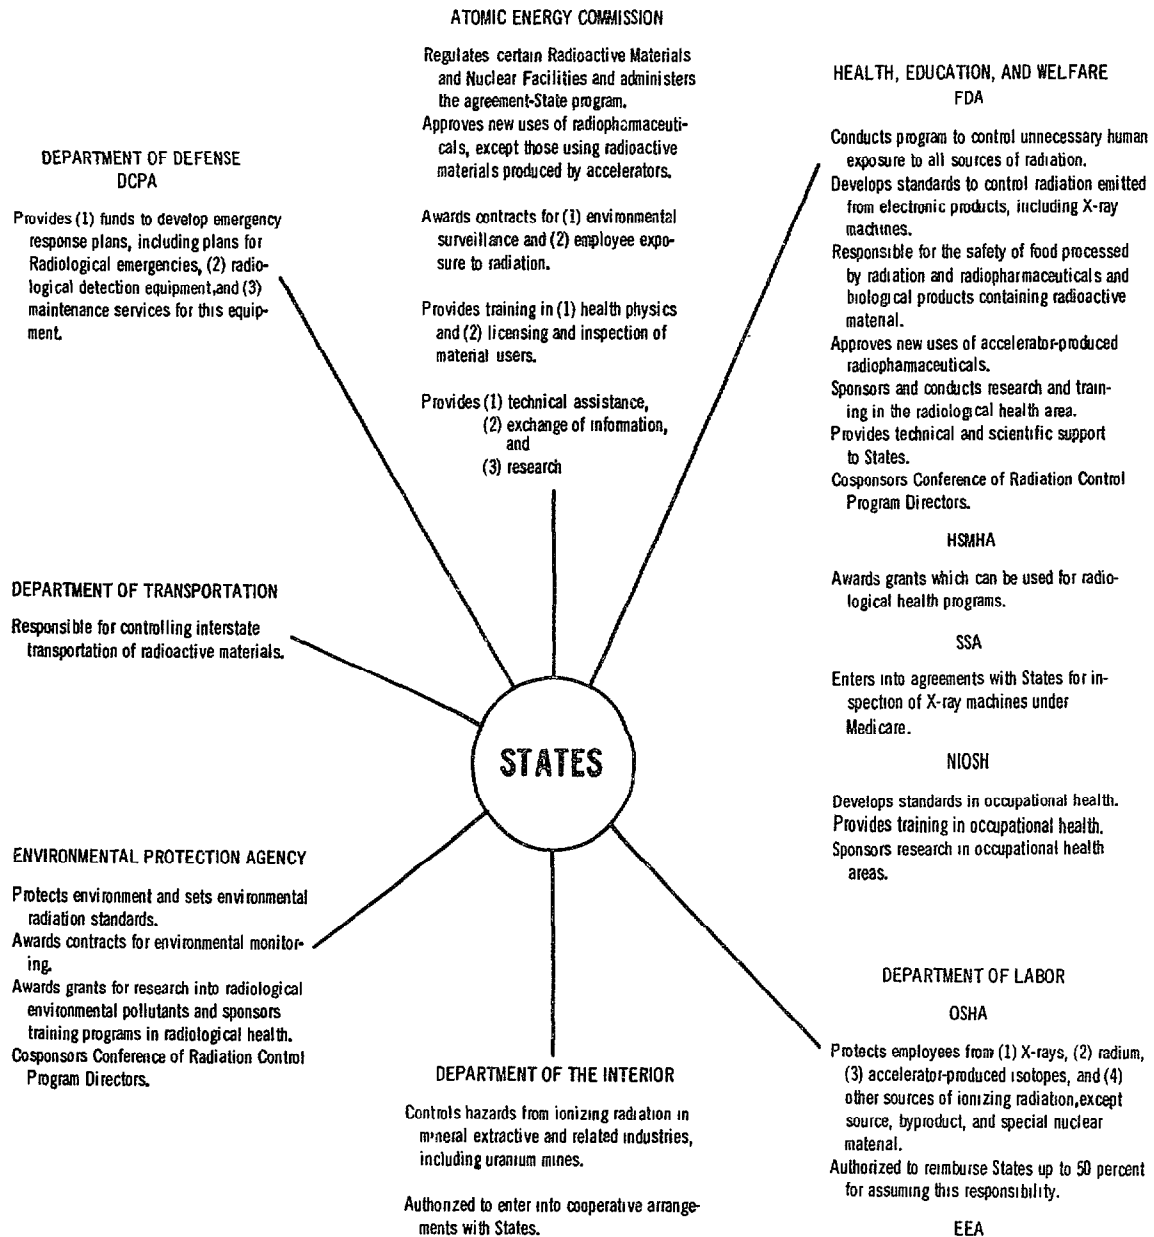 ATOMIC ENERGY COMMISSION
Regulates certain Radioactive Materials
and Nuclear Facilities and administers
the agreement-State program.
Approves new uses of radiopharmaceuti-
cals, except those using radioactive
materials produced by accelerators.
Awards contracts for (1) environmental
surveillance and (2) employee expo-
sure to radiation.
Provides training in (1) health physics
and (2) licensing and inspection of
material users.
Provides (1) technical assistance,
(2) exchange of information,
and
(3) research
HEALTH, EDUCATION, AND WELFARE
FDA
Conducts program to control unnecessary human
exposure to all sources of radiation.
Develops standards to control radiation emitted
from electronic products, including X-ray
machines.
Responsible for the safety of food processed
by radiation and radiopharmaceuticals and
biological products containing radioactive
material.
Approves new uses of accelerator-produced
radiopharmaceuticals.
Sponsors and conducts research and train-
ing in the radiological health area.
Provides technical and scientific support
to States.
Cosponsors Conference of Radiation Control
Program Directors.
HSMHA
Awards grants which can be used for radio-
logical health programs.
SSA
Enters into agreements with States for in-
spection of X-ray machines under
Medicare.
NIOSH
Develops standards in occupational health.
Provides training in occupational health.
Sponsors research in occupational health
areas.
DEPARTMENT OF DEFENSE
DCPA
Provides (1) funds to develop emergency
response plans, including plans for
Radiological emergencies, (2) radio-
logical detection equipment,and (3)
maintenance services for this equip-
ment.
DEPARTMENT OF TRANSPORTATION
Responsible for controlling interstate
transportation of radioactive materials.
STATES
ENVIRONMENTAL PROTECTION AGENCY
Protects environment and sets environmental
radiation standards.
Awards contracts for environmental monitor-
ing.
Awards grants for research into radiological
environmental pollutants and sponsors
training programs in radiological health.
Cosponsors Conference of Radiation Control
Program Directors.
DEPARTMENT OF THE INTERIOR
Controls hazards from ionizing radiation in
mineral extractive and related industries,
including uranium mines.
Authorized to enter into cooperative arrange-
ments with States.
DEPARTMENT OF LABOR
OSHA
Protects employees from (1) X-rays, (2) radium,
(3) accelerator-produced isotopes, and (4)
other sources of ionizing radiation,except
source, byproduct, and special nuclear
material.
Authorized to reimburse States up to 50 percent
for assuming this responsibility.
EEA